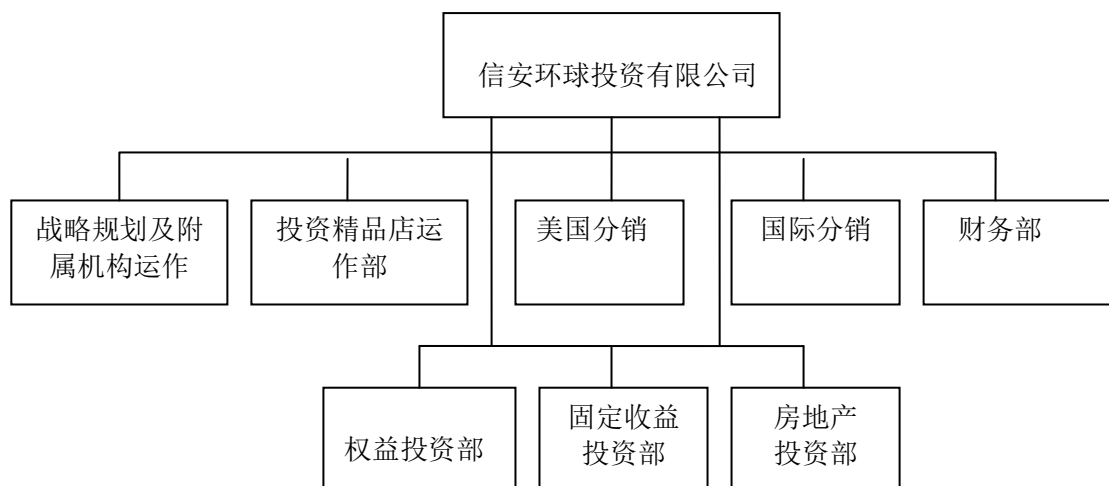 信安环球投资有限公司
战略规划及附
属机构运作
投资精品店运
作部
美国分销
国际分销
财务部
权益投资部
固定收益
投资部
房地产
投资部